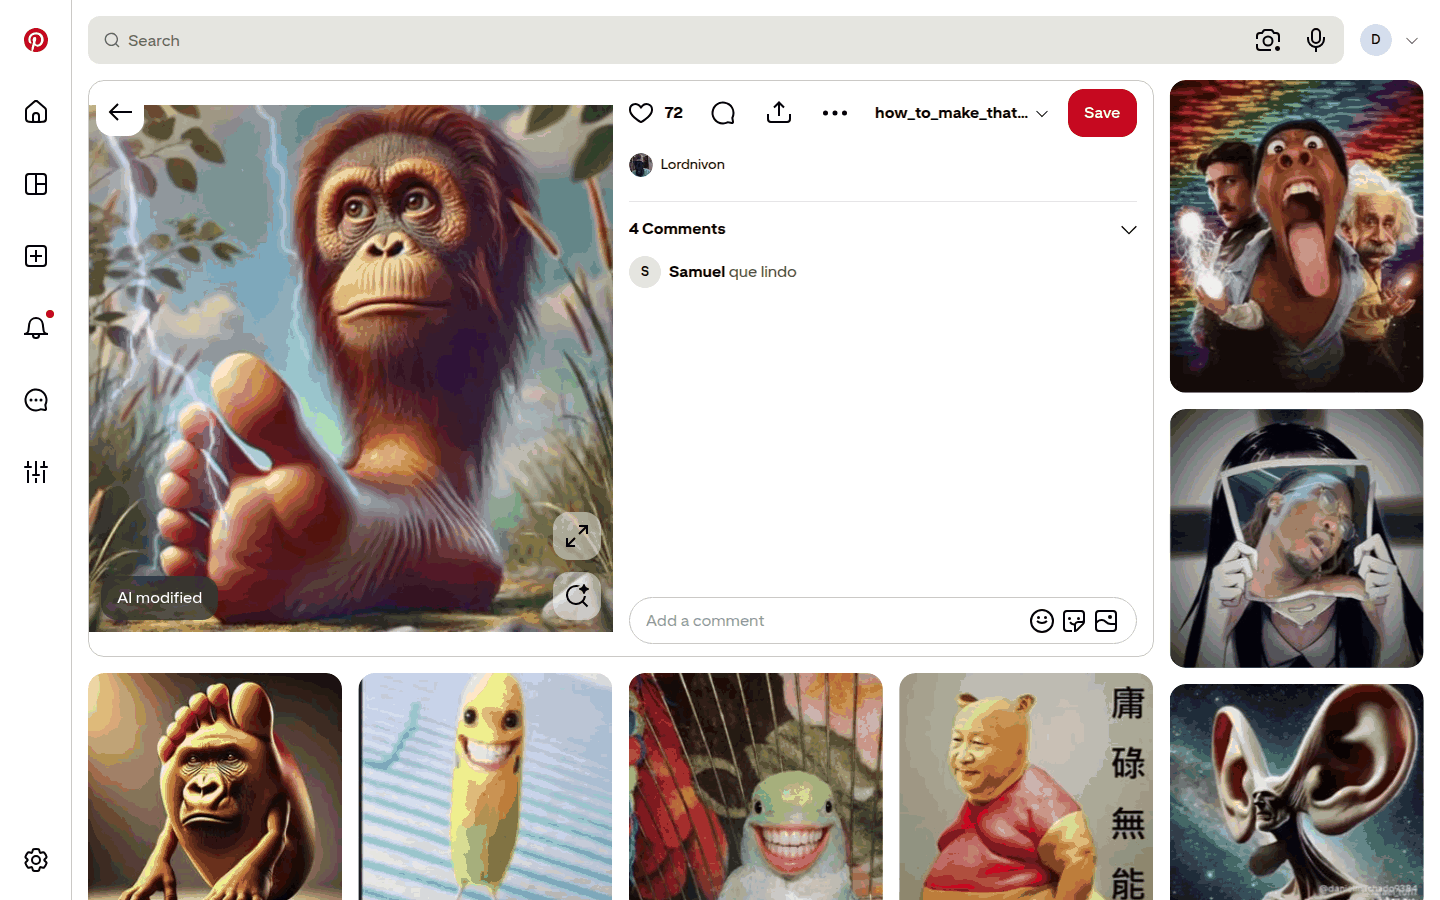 Search
D
72
how_to_make_that...
Save
Lordnivon
4 Comments
S
Samuel que lindo
Add a comment
AI modified
庸
碌
無
能